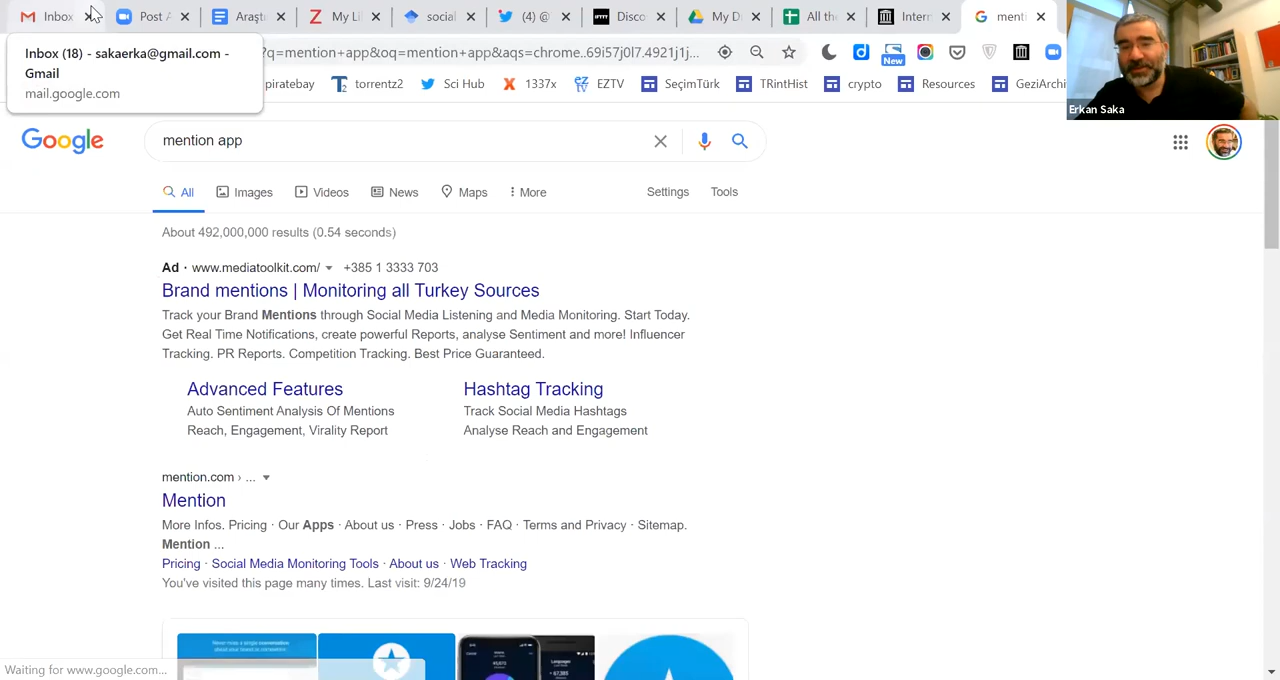 Inbox
Post A
Araştı
My Li
social
(4) @
Disco
My D
All the
Intern
menti
Inbox (18) - sakaerka@gmail.com -
Gmail
mail.google.com
?q=mention+app&oq=mention+app&aqs=chrome..69i57j0l7.4921j1j...
New
piratebay
torrentz2
Sci Hub
1337x
EZTV
SeçimTürk
TRintHist
crypto
Resources
GeziArchi
Erkan Saka
Google
mention app
All
Images
Videos
News
Maps
More
Settings
Tools
About 492,000,000 results (0.54 seconds)
Ad · www.mediatoolkit.com/ +385 1 3333 703
Brand mentions | Monitoring all Turkey Sources
Track your Brand Mentions through Social Media Listening and Media Monitoring. Start Today.
Get Real Time Notifications, create powerful Reports, analyse Sentiment and more! Influencer
Tracking. PR Reports. Competition Tracking. Best Price Guaranteed.
Advanced Features
Auto Sentiment Analysis Of Mentions
Reach, Engagement, Virality Report
Hashtag Tracking
Track Social Media Hashtags
Analyse Reach and Engagement
mention.com › ...
Mention
More Infos. Pricing · Our Apps · About us · Press · Jobs · FAQ · Terms and Privacy · Sitemap.
Mention ...
Pricing · Social Media Monitoring Tools · About us · Web Tracking
You've visited this page many times. Last visit: 9/24/19
Waiting for www.google.com...